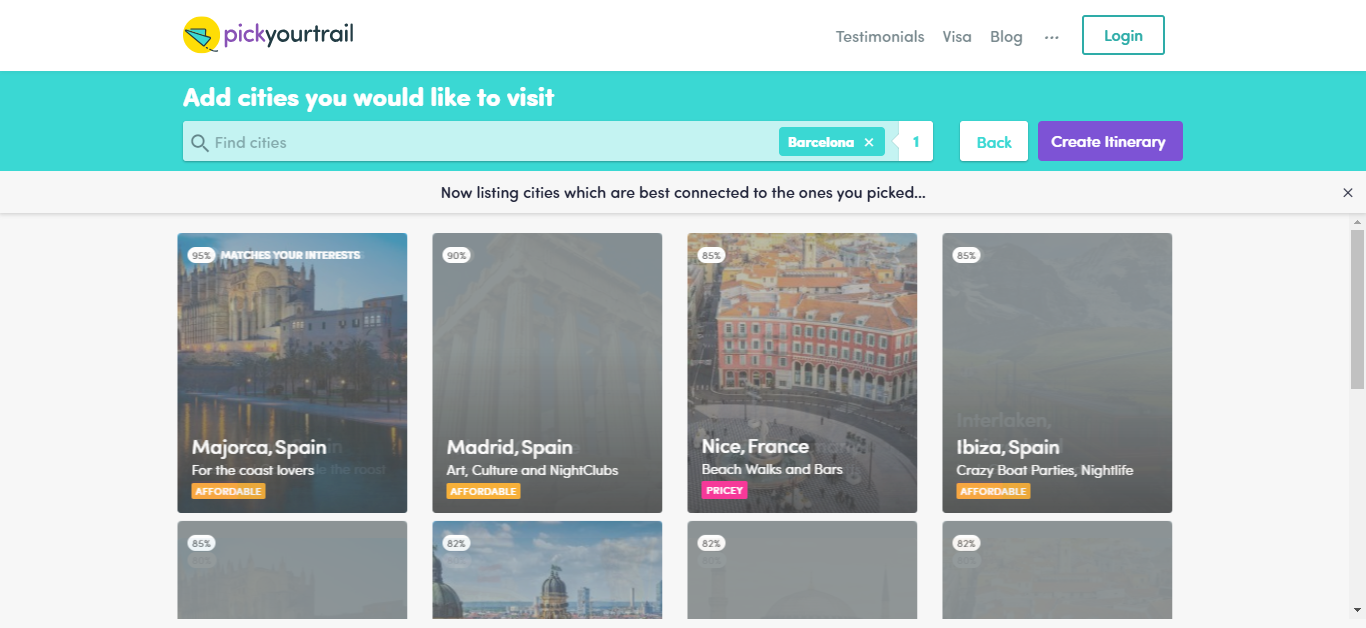 pickyourtrail
Testimonials Visa Blog ... Login
Add cities you would like to visit
Find cities Barcelona × 1 Back Create Itinerary
Now listing cities which are best connected to the ones you picked... ×
95% MATCHES YOUR INTERESTS 90% 85% 85%
Interlaken,
Majorca, Spain Madrid, Spain Nice, France Ibiza, Spain
For the coast lovers Art, Culture and NightClubs Beach Walks and Bars Crazy Boat Parties, Nightlife
AFFORDABLE AFFORDABLE PRICEY AFFORDABLE
85% 82% 82% 82%